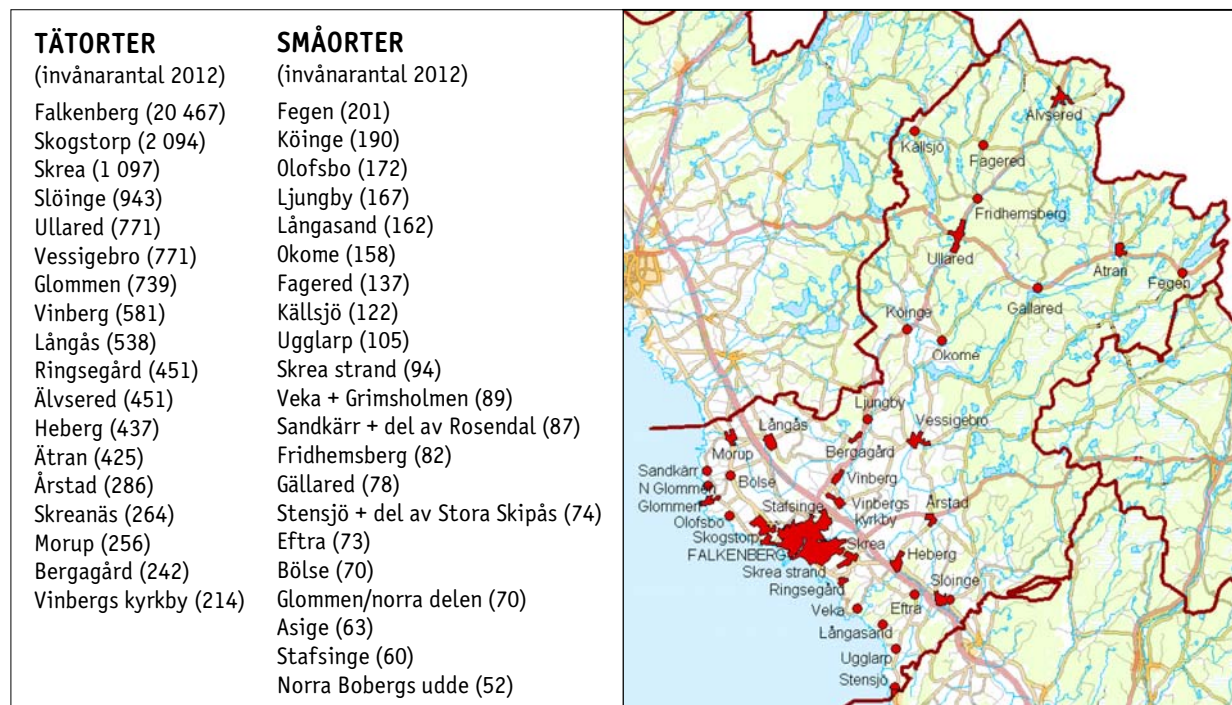 TÄTORTER
(invånarantal 2012)
Falkenberg (20 467)
Skogstorp (2 094)
Skrea (1 097)
Slöinge (943)
Ullared (771)
Vessigebro (771)
Glommen (739)
Vinberg (581)
Långås (538)
Ringsegård (451)
Älvsered (451)
Heberg (437)
Ätran (425)
Årstad (286)
Skreanäs (264)
Morup (256)
Bergagård (242)
Vinbergs kyrkby (214)
SMÅORTER
(invånarantal 2012)
Fegen (201)
Köinge (190)
Olofsbo (172)
Ljungby (167)
Långasand (162)
Okome (158)
Fagered (137)
Källsjö (122)
Ugglarp (105)
Skrea strand (94)
Veka + Grimsholmen (89)
Sandkärr + del av Rosendal (87)
Fridhemsberg (82)
Gällared (78)
Stensjö + del av Stora Skipås (74)
Eftra (73)
Bölse (70)
Glommen/norra delen (70)
Asige (63)
Stafsinge (60)
Norra Bobergs udde (52)
Älvsered
Källsjö
Fagered
Fridhemsberg
Ullared
Ätran
Fegen
Gällared
Köinge
Okome
Ljungby
Vessigebro
Långås
Morup
Bergagård
Sandkärr
Bölse
Vinberg
N Glommen
Glommen
Stafsinge
Vinbergs
kyrkby
Årstad
Olofsbo
Skogstorp
FALKENBERG
Skrea
Heberg
Skrea strand
Ringsegård
Slöinge
Veka
Eftra
Långasand
Ugglarp
Stensjö